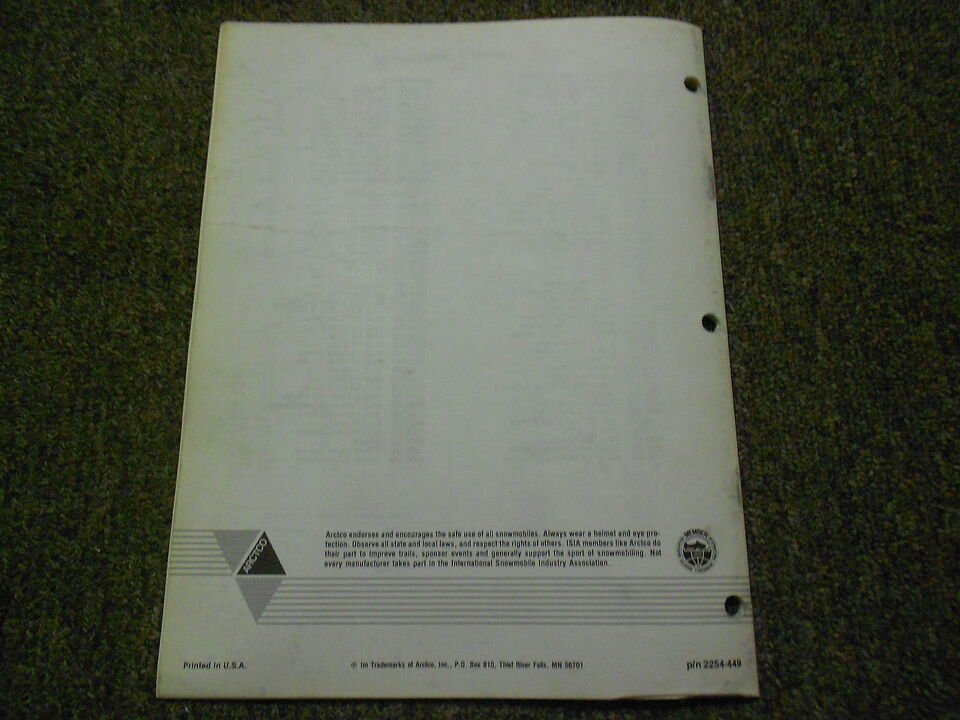 Arctco endorses and encourages the safe use of all snowmobiles. Always wear a helmet and eye pro-
tection. Observe all state and local laws, and respect the rights of others. ISIA members like Arctco do
their part to improve trails, sponsor events and generally support the sport of snowmobiling. Not
every manufacturer takes part in the International Snowmobile Industry Association.
ARCTCO
MEMBER
Printed in U.S.A.
® tm Trademarks of Arctco, Inc., P.O. Box 810, Thief River Falls, MN 56701
p/n 2254-449